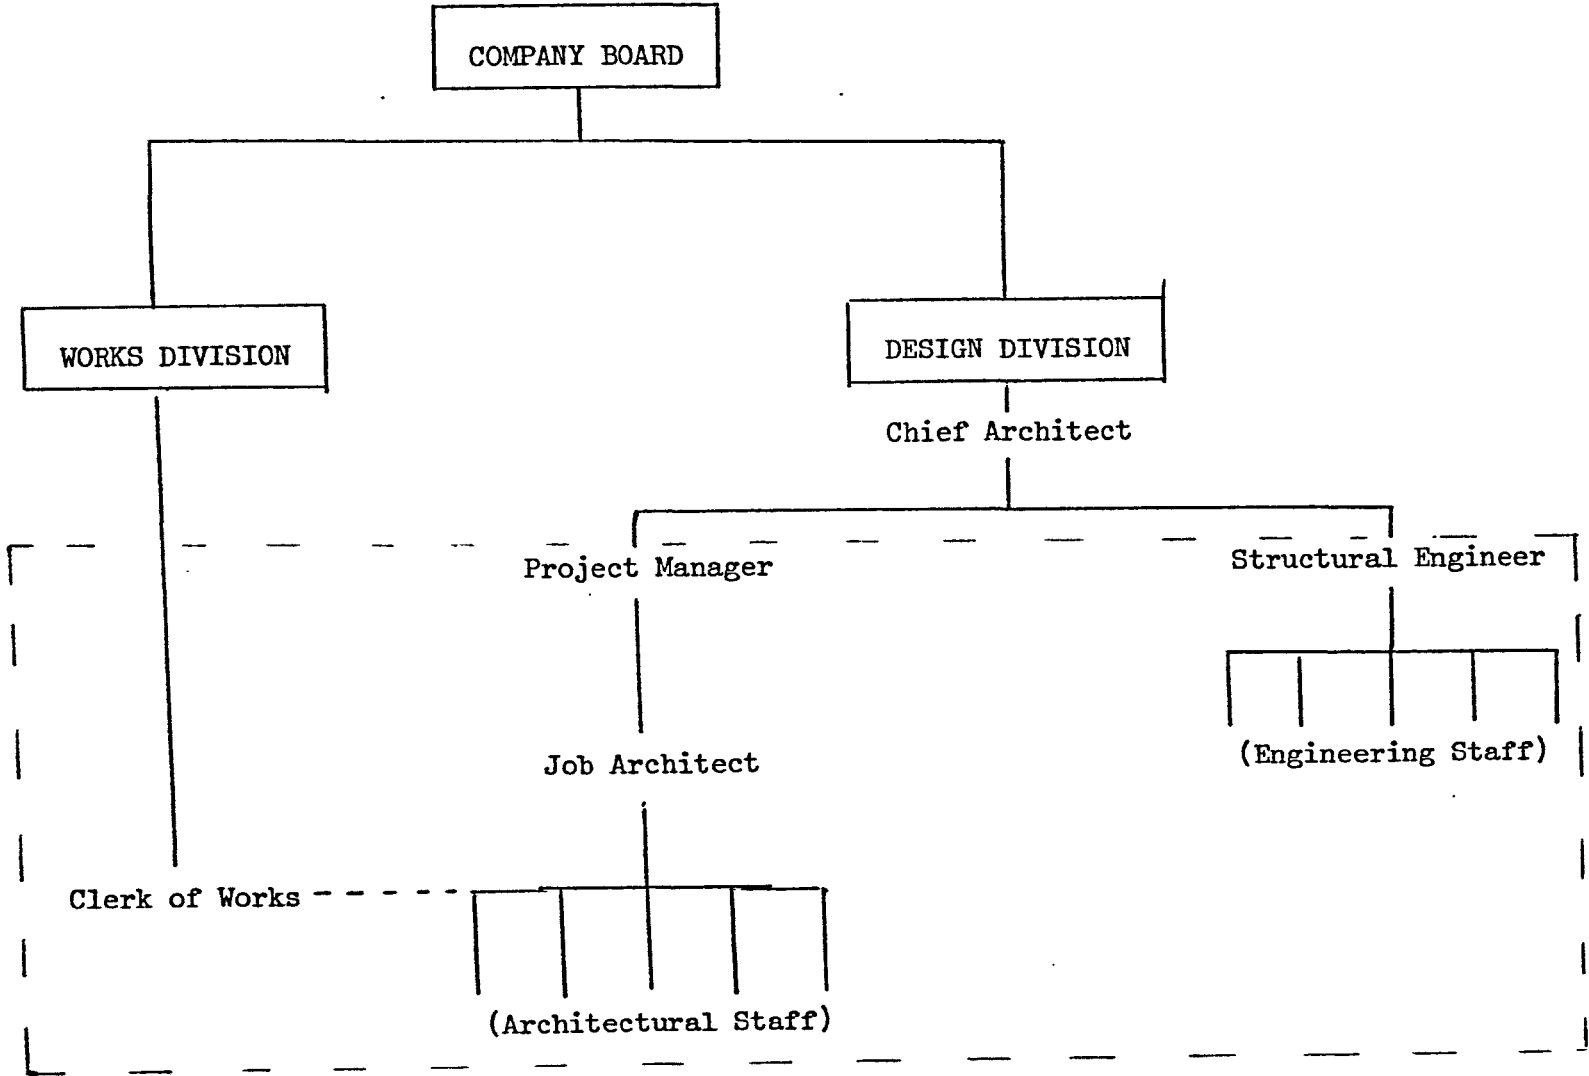 COMPANY BOARD
WORKS DIVISION
DESIGN DIVISION
Chief Architect
Project Manager
Structural Engineer
Job Architect
(Engineering Staff)
Clerk of Works
(Architectural Staff)